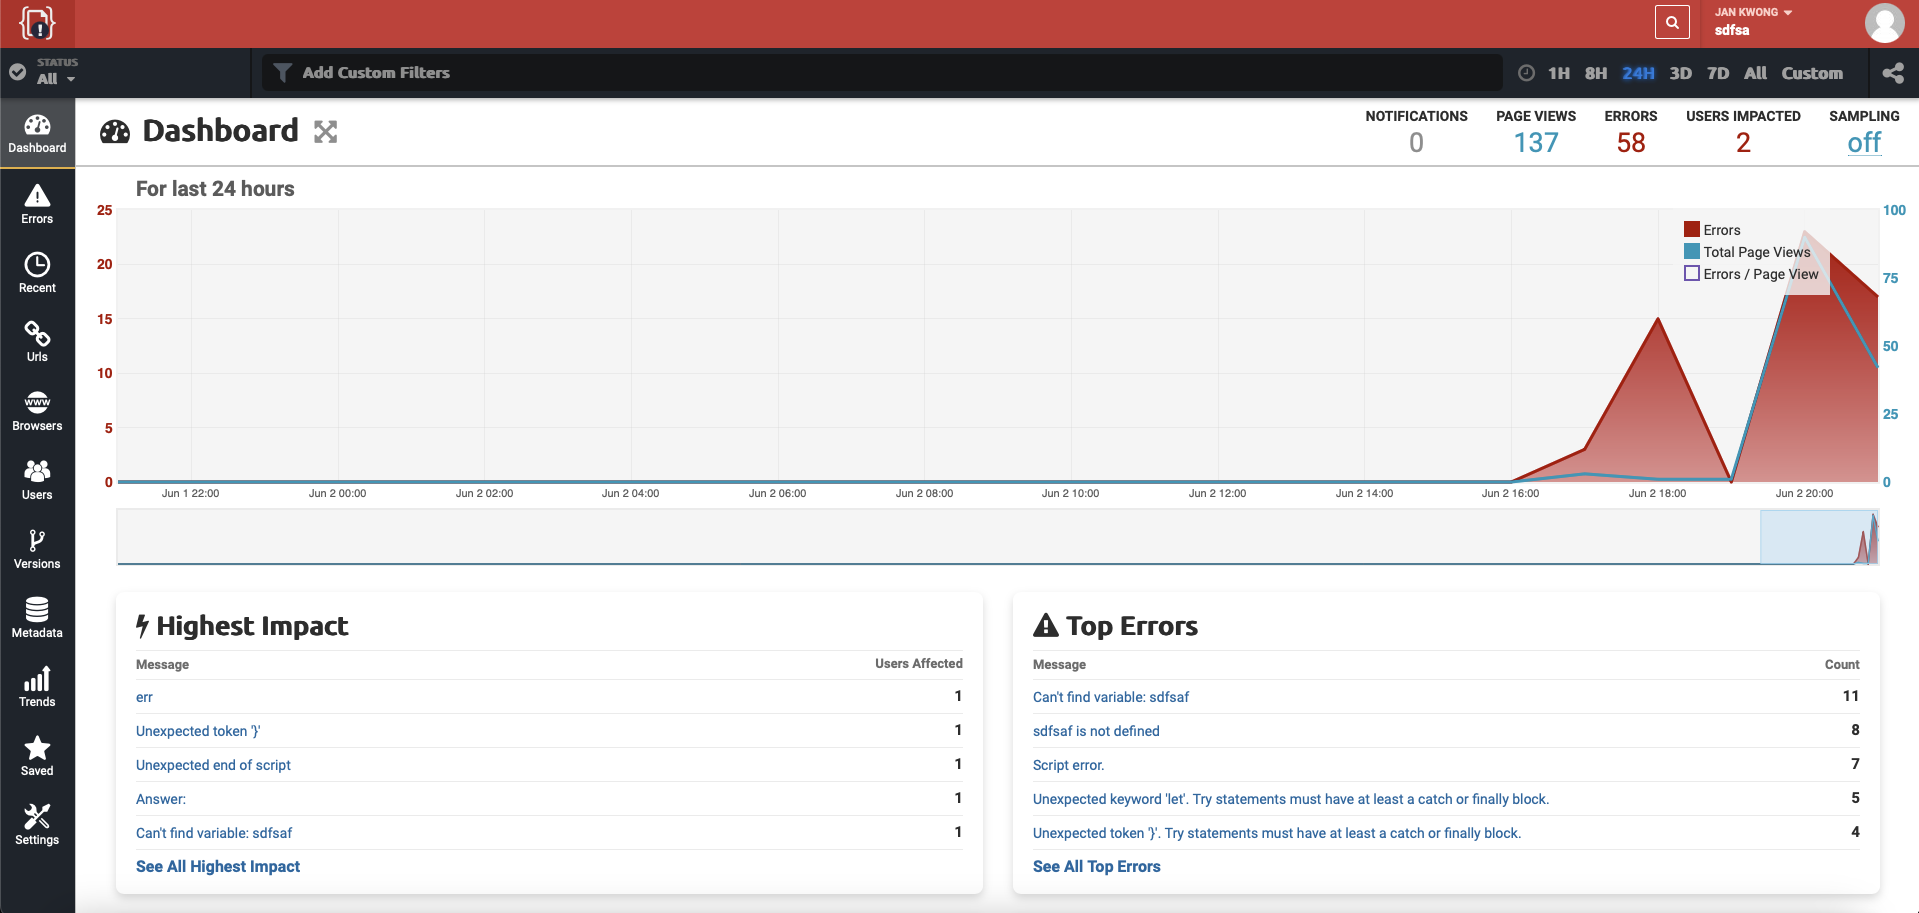 JAN KWONG
sdfsa
STATUS
All
Add Custom Filters
1H 8H 24H 3D 7D All Custom
Dashboard
Errors
Recent
Urls
www
Browsers
Users
Versions
Metadata
Trends
Saved
Settings
Dashboard
NOTIFICATIONS PAGE VIEWS ERRORS USERS IMPACTED SAMPLING
0 137 58 2 off
For last 24 hours
25
20
15
10
5
0
100
75
50
25
0
Errors
Total Page Views
Errors / Page View
Jun 1 22:00 Jun 2 00:00 Jun 2 02:00 Jun 2 04:00 Jun 2 06:00 Jun 2 08:00 Jun 2 10:00 Jun 2 12:00 Jun 2 14:00 Jun 2 16:00 Jun 2 18:00 Jun 2 20:00
Highest Impact
Message Users Affected
err 1
Unexpected token '}' 1
Unexpected end of script 1
Answer: 1
Can't find variable: sdfsaf 1
See All Highest Impact
Top Errors
Message Count
Can't find variable: sdfsaf 11
sdfsaf is not defined 8
Script error. 7
Unexpected keyword 'let'. Try statements must have at least a catch or finally block. 5
Unexpected token '}'. Try statements must have at least a catch or finally block. 4
See All Top Errors